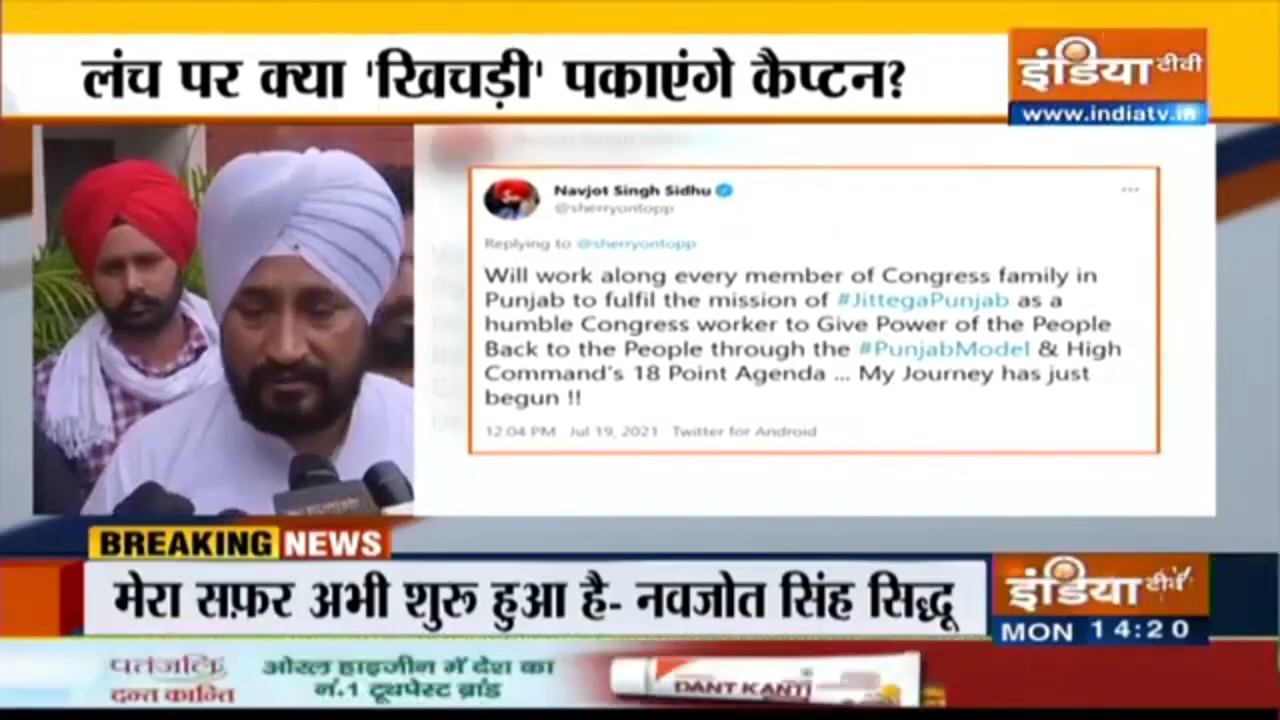 लंच पर क्या 'खिचड़ी' पकाएंगे कैप्टन?
इंडिया टीवी
www.indiatv.in
Navjot Singh Sidhu
@sherryontopp
Replying to @sherryontopp
Will work along every member of Congress family in
Punjab to fulfil the mission of #JittegaPunjab as a
humble Congress worker to Give Power of the People
Back to the People through the #PunjabModel & High
Command's 18 Point Agenda ... My Journey has just
begun !!
12:04 PM Jul 19, 2021 Twitter for Android
BREAKING NEWS
मेरा सफ़र अभी शुरू हुआ है- नवजोत सिंह सिद्धू
इंडिया टीवी
MON 14:20
पतंजलि
दन्त कान्ति
ओरल हाइजीन में देश का
नं.1 टूथपेस्ट ब्रांड
DANT KANTI